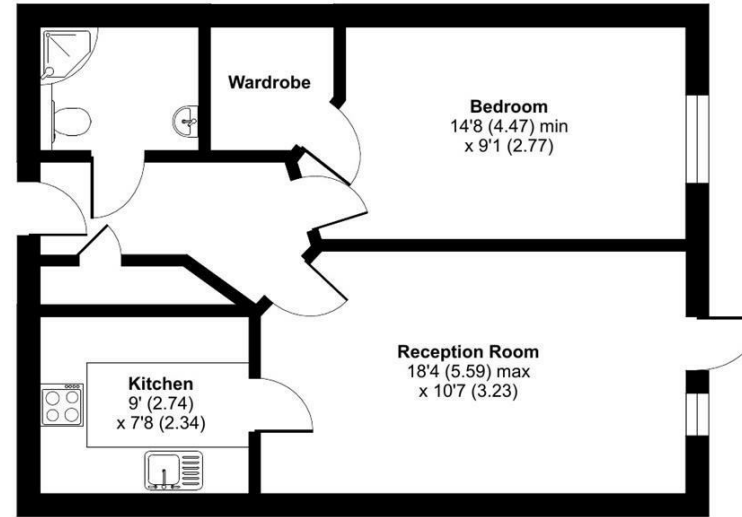 Wardrobe
Bedroom
14'8 (4.47) min
x 9'1 (2.77)
Reception Room
18'4 (5.59) max
x 10'7 (3.23)
Kitchen
9' (2.74)
x 7'8 (2.34)